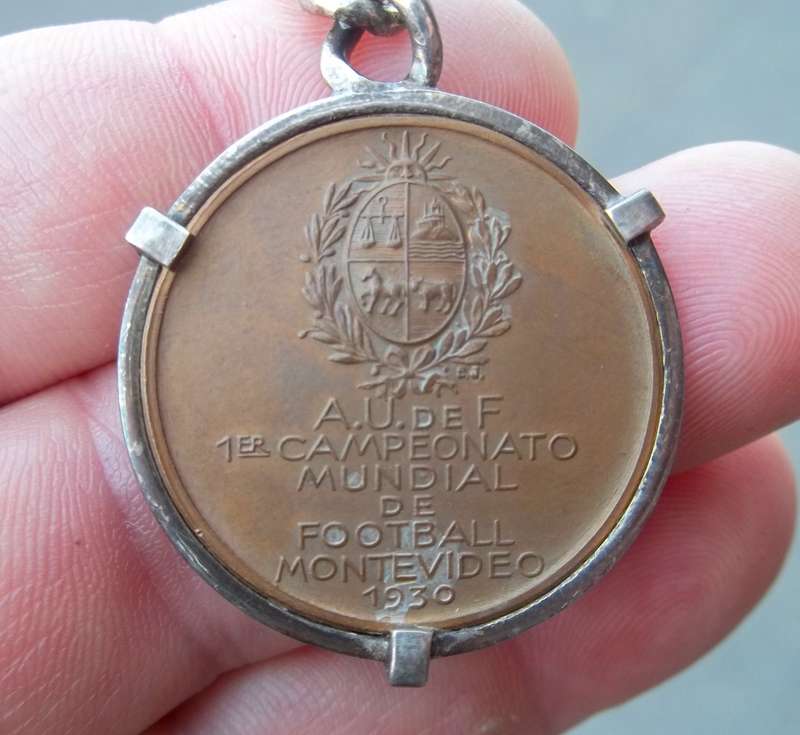 A.U. DE F
1ER CAMPEONATO
MUNDIAL
DE
FOOTBALL
MONTEVIDEO
1930